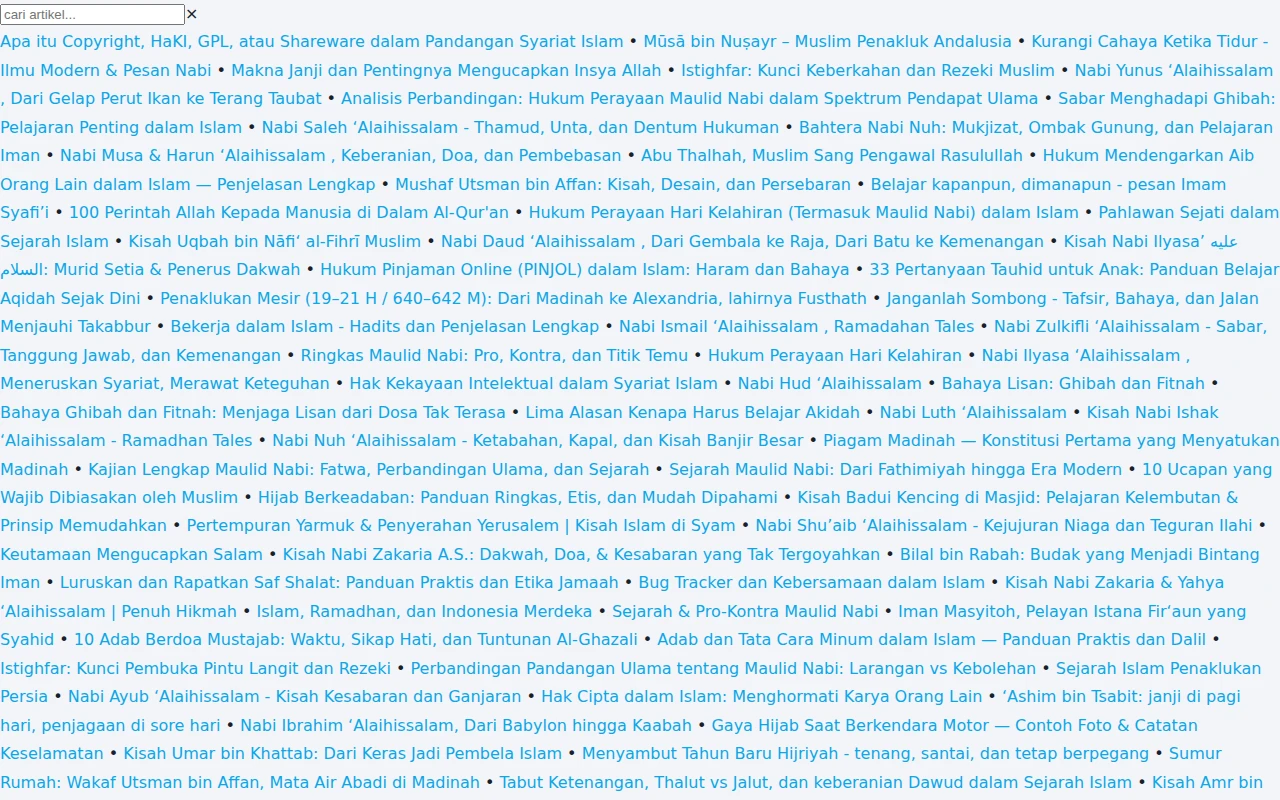 cari artikel... ×
Apa itu Copyright, HaKI, GPL, atau Shareware dalam Pandangan Syariat Islam • Mūsā bin Nuṣayr – Muslim Penakluk Andalusia • Kurangi Cahaya Ketika Tidur -
Ilmu Modern & Pesan Nabi • Makna Janji dan Pentingnya Mengucapkan Insya Allah • Istighfar: Kunci Keberkahan dan Rezeki Muslim • Nabi Yunus ‘Alaihissalam
, Dari Gelap Perut Ikan ke Terang Taubat • Analisis Perbandingan: Hukum Perayaan Maulid Nabi dalam Spektrum Pendapat Ulama • Sabar Menghadapi Ghibah:
Pelajaran Penting dalam Islam • Nabi Saleh ‘Alaihissalam - Thamud, Unta, dan Dentum Hukuman • Bahtera Nabi Nuh: Mukjizat, Ombak Gunung, dan Pelajaran
Iman • Nabi Musa & Harun ‘Alaihissalam , Keberanian, Doa, dan Pembebasan • Abu Thalhah, Muslim Sang Pengawal Rasulullah • Hukum Mendengarkan Aib
Orang Lain dalam Islam — Penjelasan Lengkap • Mushaf Utsman bin Affan: Kisah, Desain, dan Persebaran • Belajar kapanpun, dimanapun - pesan Imam
Syafi’i • 100 Perintah Allah Kepada Manusia di Dalam Al-Qur'an • Hukum Perayaan Hari Kelahiran (Termasuk Maulid Nabi) dalam Islam • Pahlawan Sejati dalam
Sejarah Islam • Kisah Uqbah bin Nāfi‘ al-Fihrī Muslim • Nabi Daud ‘Alaihissalam , Dari Gembala ke Raja, Dari Batu ke Kemenangan • Kisah Nabi Ilyasa’ عليه
السلام: Murid Setia & Penerus Dakwah • Hukum Pinjaman Online (PINJOL) dalam Islam: Haram dan Bahaya • 33 Pertanyaan Tauhid untuk Anak: Panduan Belajar
Aqidah Sejak Dini • Penaklukan Mesir (19–21 H / 640–642 M): Dari Madinah ke Alexandria, lahirnya Fusthath • Janganlah Sombong - Tafsir, Bahaya, dan Jalan
Menjauhi Takabbur • Bekerja dalam Islam - Hadits dan Penjelasan Lengkap • Nabi Ismail ‘Alaihissalam , Ramadahan Tales • Nabi Zulkifli ‘Alaihissalam - Sabar,
Tanggung Jawab, dan Kemenangan • Ringkas Maulid Nabi: Pro, Kontra, dan Titik Temu • Hukum Perayaan Hari Kelahiran • Nabi Ilyasa ‘Alaihissalam ,
Meneruskan Syariat, Merawat Keteguhan • Hak Kekayaan Intelektual dalam Syariat Islam • Nabi Hud ‘Alaihissalam • Bahaya Lisan: Ghibah dan Fitnah •
Bahaya Ghibah dan Fitnah: Menjaga Lisan dari Dosa Tak Terasa • Lima Alasan Kenapa Harus Belajar Akidah • Nabi Luth ‘Alaihissalam • Kisah Nabi Ishak
‘Alaihissalam - Ramadhan Tales • Nabi Nuh ‘Alaihissalam - Ketabahan, Kapal, dan Kisah Banjir Besar • Piagam Madinah — Konstitusi Pertama yang Menyatukan
Madinah • Kajian Lengkap Maulid Nabi: Fatwa, Perbandingan Ulama, dan Sejarah • Sejarah Maulid Nabi: Dari Fathimiyah hingga Era Modern • 10 Ucapan yang
Wajib Dibiasakan oleh Muslim • Hijab Berkeadaban: Panduan Ringkas, Etis, dan Mudah Dipahami • Kisah Badui Kencing di Masjid: Pelajaran Kelembutan &
Prinsip Memudahkan • Pertempuran Yarmuk & Penyerahan Yerusalem | Kisah Islam di Syam • Nabi Shu’aib ‘Alaihissalam - Kejujuran Niaga dan Teguran Ilahi •
Keutamaan Mengucapkan Salam • Kisah Nabi Zakaria A.S.: Dakwah, Doa, & Kesabaran yang Tak Tergoyahkan • Bilal bin Rabah: Budak yang Menjadi Bintang
Iman • Luruskan dan Rapatkan Saf Shalat: Panduan Praktis dan Etika Jamaah • Bug Tracker dan Kebersamaan dalam Islam • Kisah Nabi Zakaria & Yahya
‘Alaihissalam | Penuh Hikmah • Islam, Ramadhan, dan Indonesia Merdeka • Sejarah & Pro-Kontra Maulid Nabi • Iman Masyitoh, Pelayan Istana Fir‘aun yang
Syahid • 10 Adab Berdoa Mustajab: Waktu, Sikap Hati, dan Tuntunan Al-Ghazali • Adab dan Tata Cara Minum dalam Islam — Panduan Praktis dan Dalil •
Istighfar: Kunci Pembuka Pintu Langit dan Rezeki • Perbandingan Pandangan Ulama tentang Maulid Nabi: Larangan vs Kebolehan • Sejarah Islam Penaklukan
Persia • Nabi Ayub ‘Alaihissalam - Kisah Kesabaran dan Ganjaran • Hak Cipta dalam Islam: Menghormati Karya Orang Lain • ‘Ashim bin Tsabit: janji di pagi
hari, penjagaan di sore hari • Nabi Ibrahim ‘Alaihissalam, Dari Babylon hingga Kaabah • Gaya Hijab Saat Berkendara Motor — Contoh Foto & Catatan
Keselamatan • Kisah Umar bin Khattab: Dari Keras Jadi Pembela Islam • Menyambut Tahun Baru Hijriyah - tenang, santai, dan tetap berpegang • Sumur
Rumah: Wakaf Utsman bin Affan, Mata Air Abadi di Madinah • Tabut Ketenangan, Thalut vs Jalut, dan keberanian Dawud dalam Sejarah Islam • Kisah Amr bin